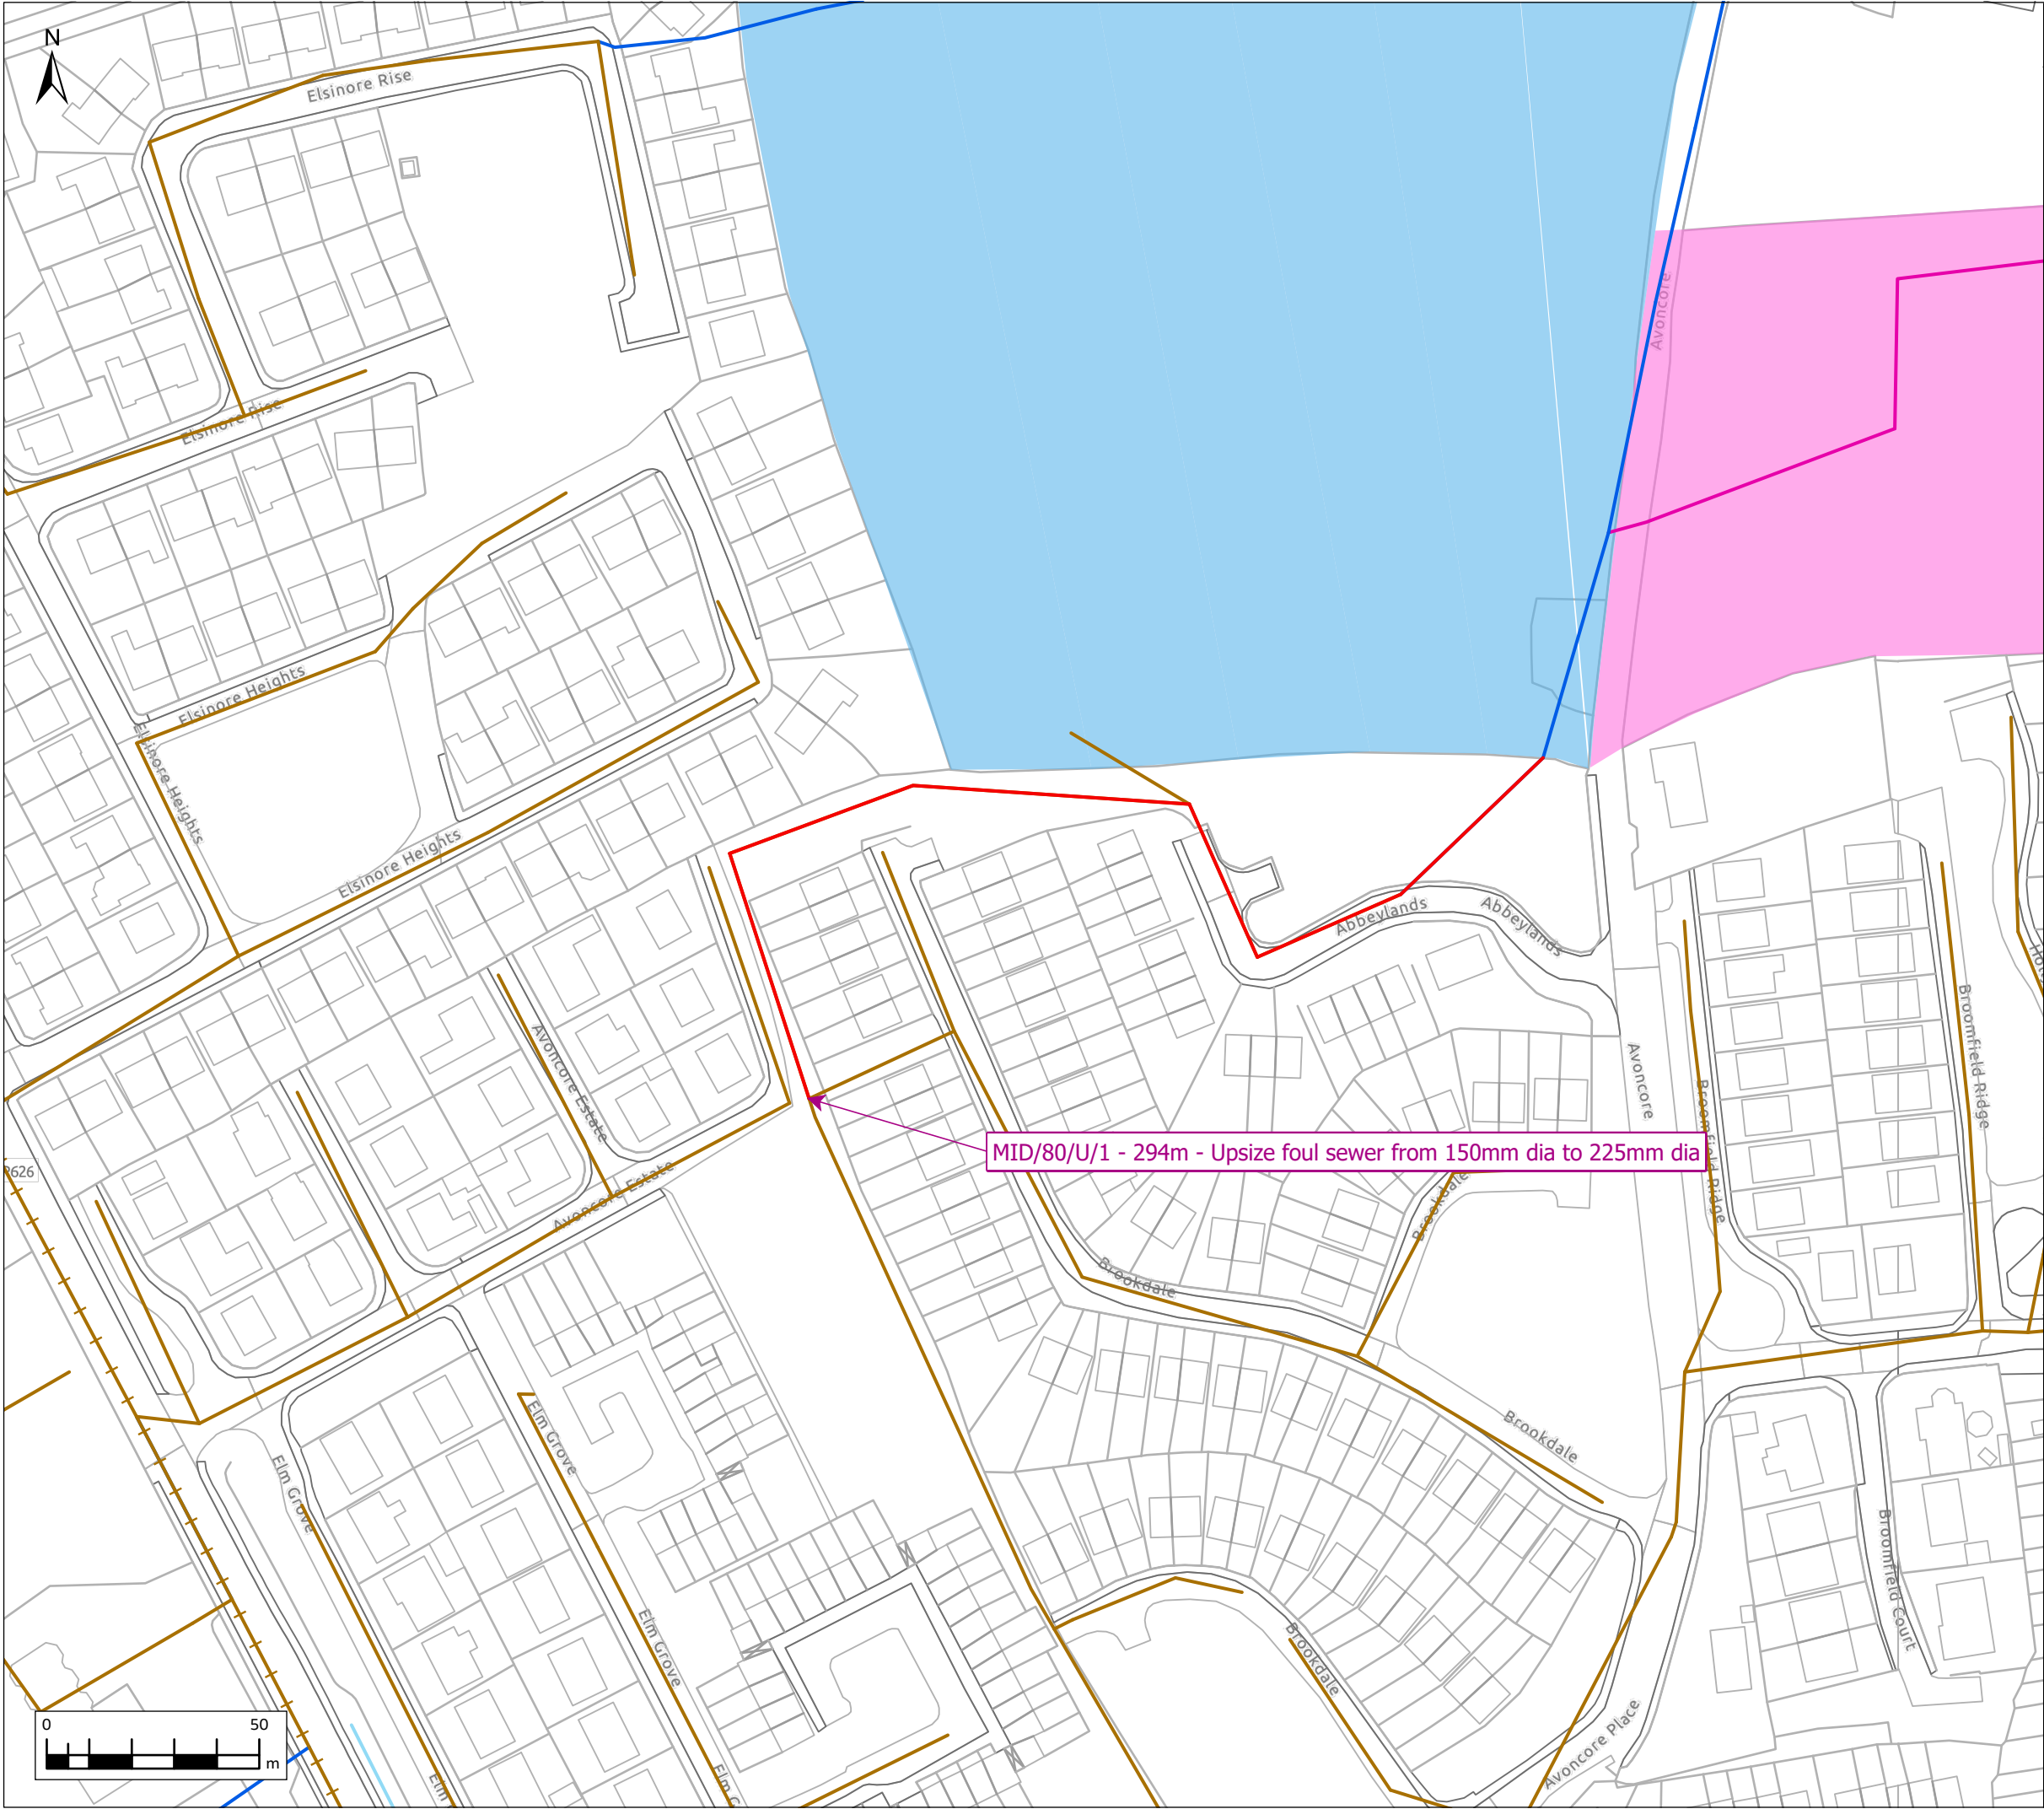 N
Elsinore Rise
Avoncore
Elsinore Rise
Elsinore Heights
Elsinore Heights
Elsinore Heights
Abbeylands
Abbeylands
Avoncore Estate
Avoncore
Broomfield Ridge
MID/80/U/1 - 294m - Upsize foul sewer from 150mm dia to 225mm dia
Broomfield Ridge
Avoncore Estate
Brookdale
Brookdale
Elm Grove
Elm Grove
Brookdale
Broomfield Court
Elm Grove
Brookdale
Avoncore Place
0 50
m